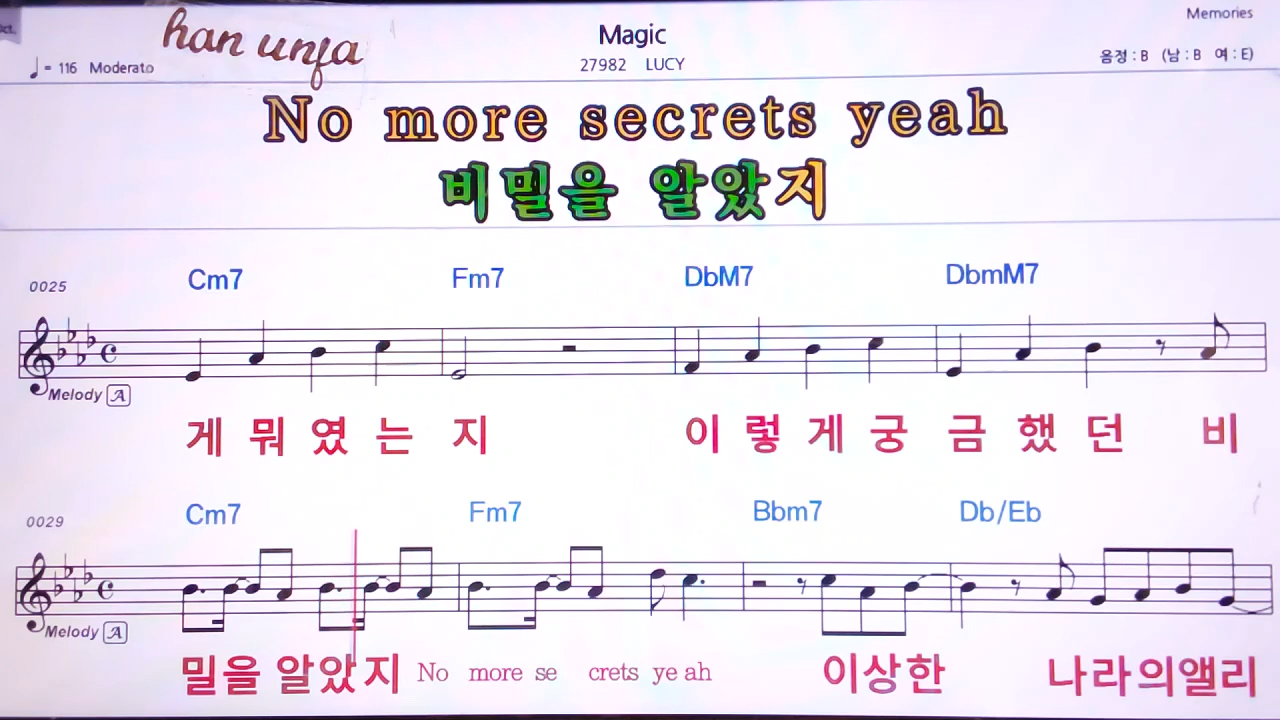 ct.
han unja
Magic
Memories
♩= 116 Moderato
27982 LUCY
음정 : B (남 : B 여 : E)
No more secrets yeah
비밀을 알았지
0025
Cm7 Fm7 DbM7 DbmM7
Melody A
게 뭐 였 는 지 이 렇 게 궁 금 했 던 비
0029
Cm7 Fm7 Bbm7 Db/Eb
Melody A
밀을 알았지 No more se crets ye ah 이상한 나라의앨리